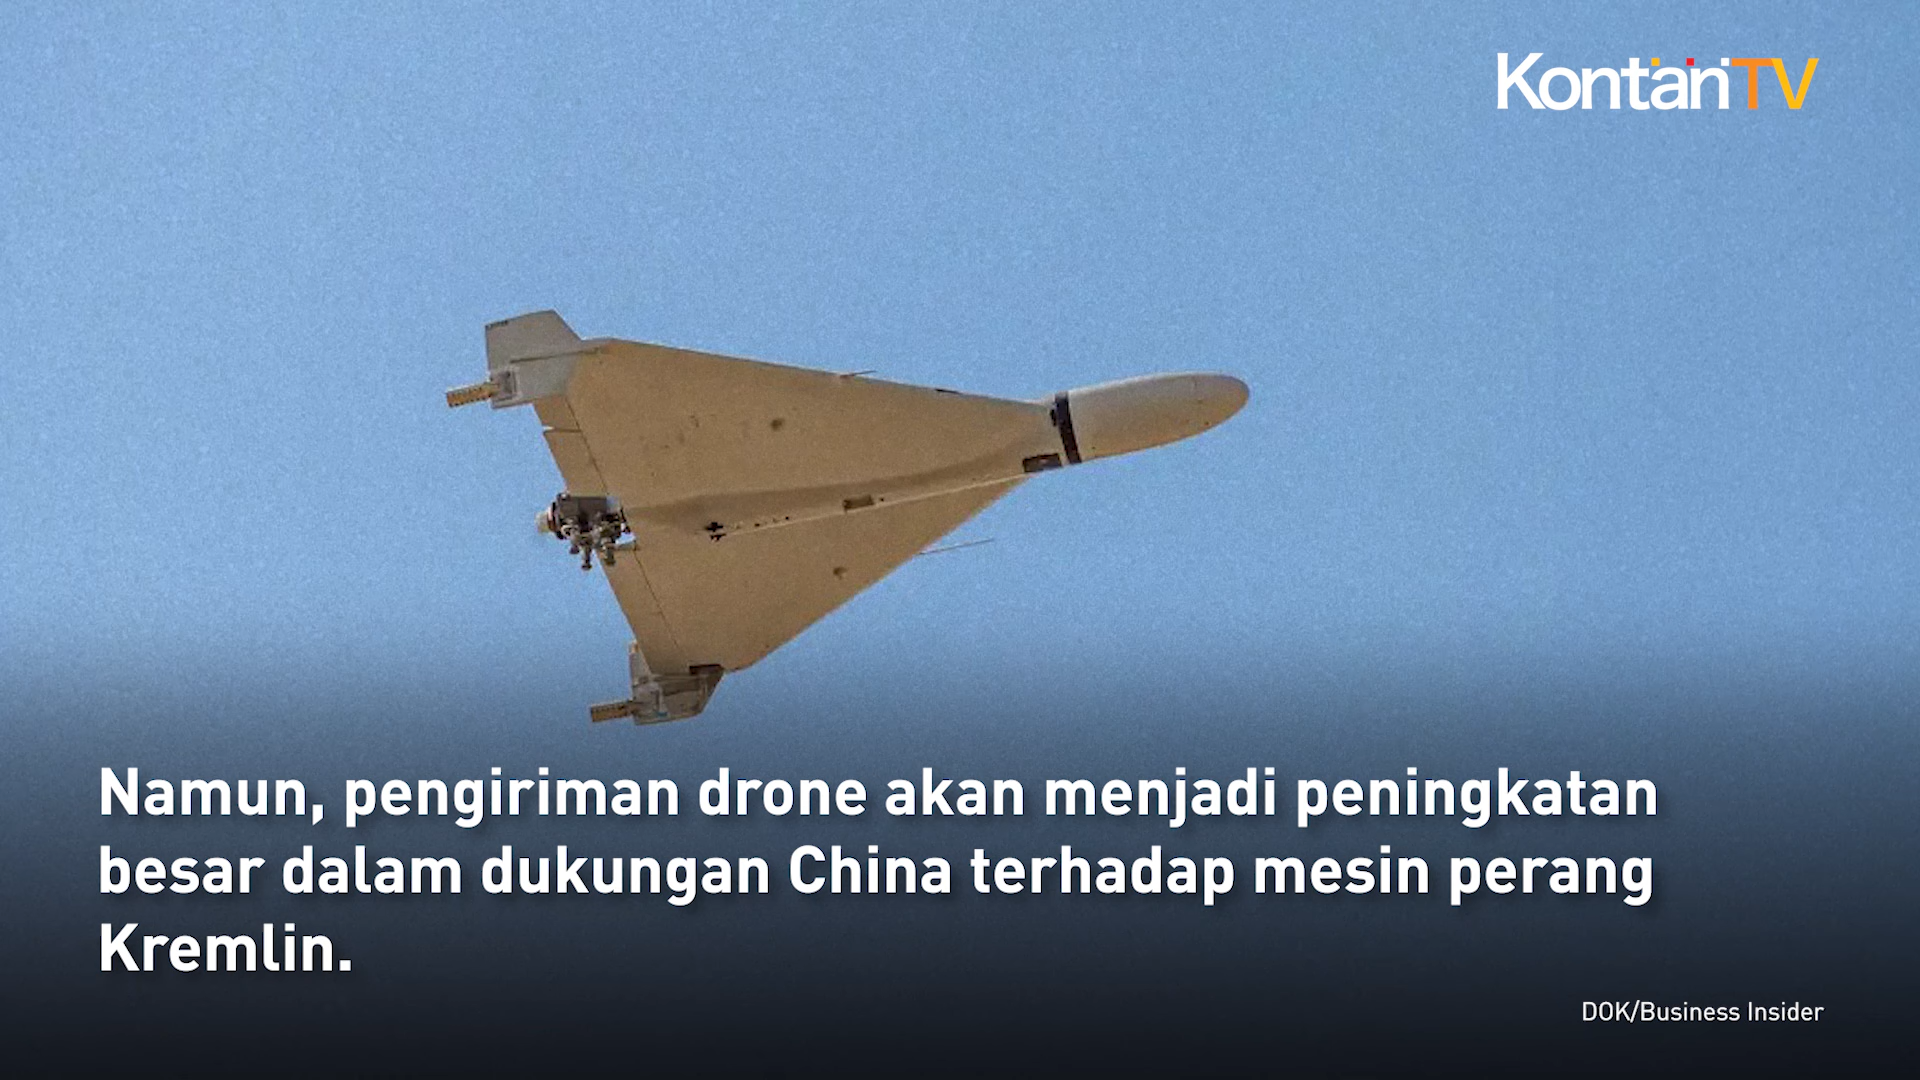 KontanTV
Namun, pengiriman drone akan menjadi peningkatan
besar dalam dukungan China terhadap mesin perang
Kremlin.
DOK/Business Insider